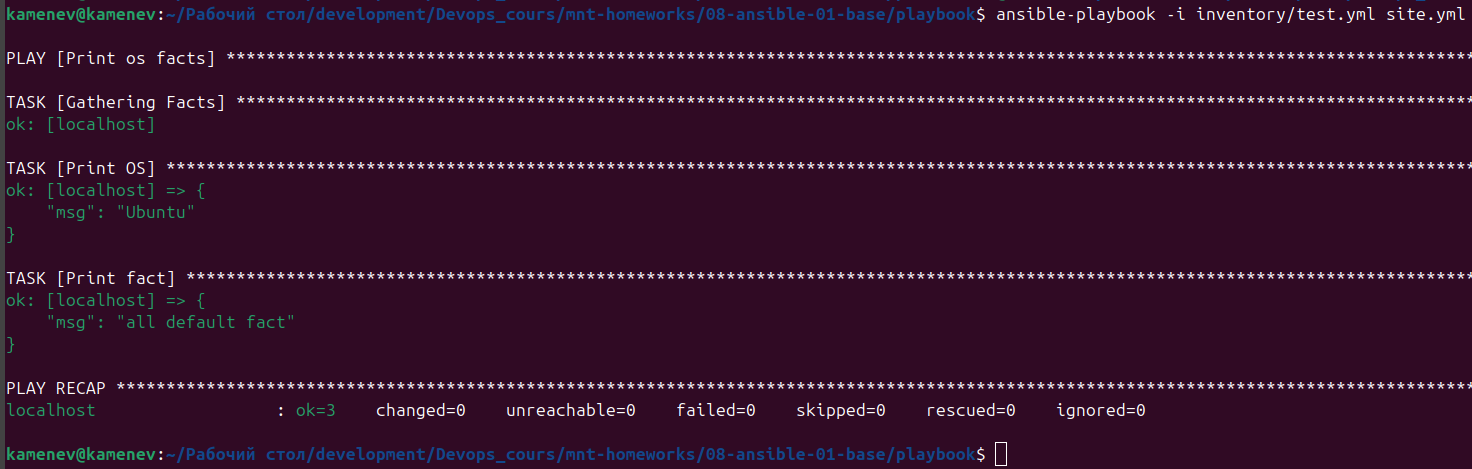 kamenev@kamenev:~/Рабочий стол/development/Devops_cours/mnt-homeworks/08-ansible-01-base/playbook$ ansible-playbook -i inventory/test.yml site.yml
PLAY [Print os facts] *****************************************************************************************************************************
TASK [Gathering Facts] ****************************************************************************************************************************
ok: [localhost]
TASK [Print OS] ***********************************************************************************************************************************
ok: [localhost] => {
    "msg": "Ubuntu"
}
TASK [Print fact] *********************************************************************************************************************************
ok: [localhost] => {
    "msg": "all default fact"
}
PLAY RECAP ****************************************************************************************************************************************
localhost                  : ok=3    changed=0    unreachable=0    failed=0    skipped=0    rescued=0    ignored=0
kamenev@kamenev:~/Рабочий стол/development/Devops_cours/mnt-homeworks/08-ansible-01-base/playbook$